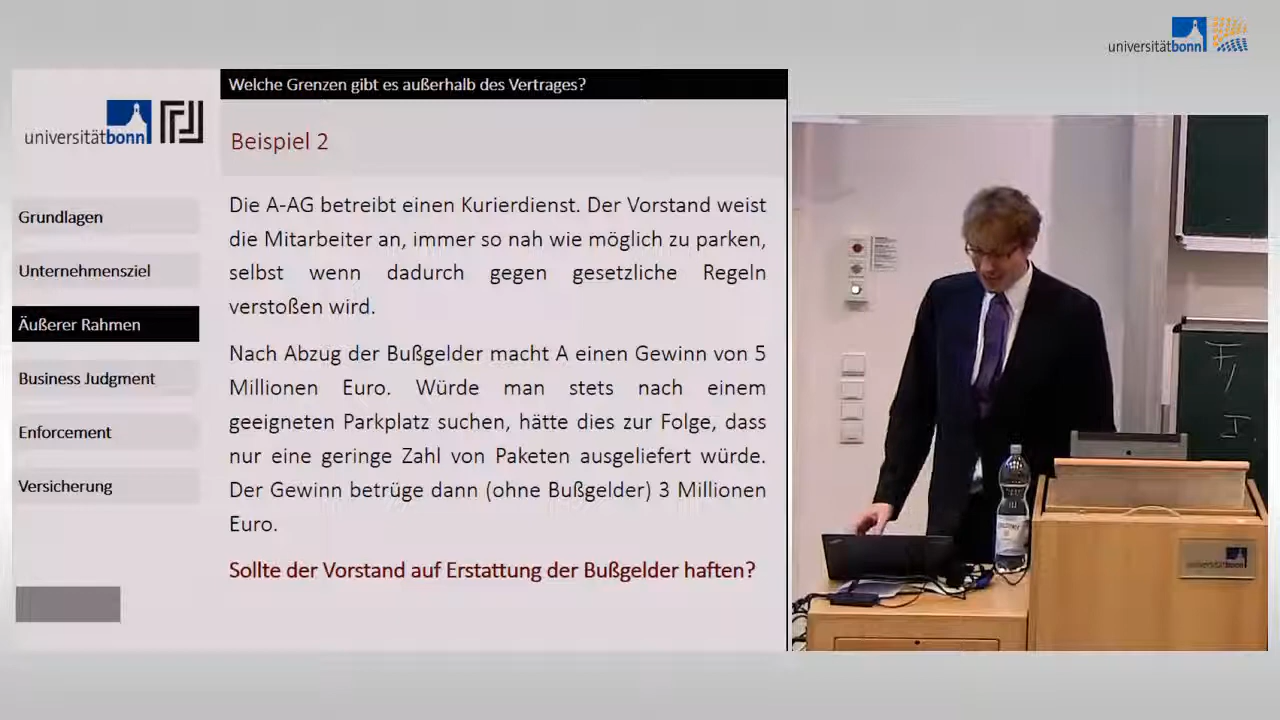 universitätbonn
Welche Grenzen gibt es außerhalb des Vertrages?
universitätbonn
Beispiel 2
Grundlagen
Unternehmensziel
Äußerer Rahmen
Business Judgment
Enforcement
Versicherung
Die A-AG betreibt einen Kurierdienst. Der Vorstand weist
die Mitarbeiter an, immer so nah wie möglich zu parken,
selbst wenn dadurch gegen gesetzliche Regeln
verstoßen wird.
Nach Abzug der Bußgelder macht A einen Gewinn von 5
Millionen Euro. Würde man stets nach einem
geeigneten Parkplatz suchen, hätte dies zur Folge, dass
nur eine geringe Zahl von Paketen ausgeliefert würde.
Der Gewinn betrüge dann (ohne Bußgelder) 3 Millionen
Euro.
Sollte der Vorstand auf Erstattung der Bußgelder haften?
universitätbonn